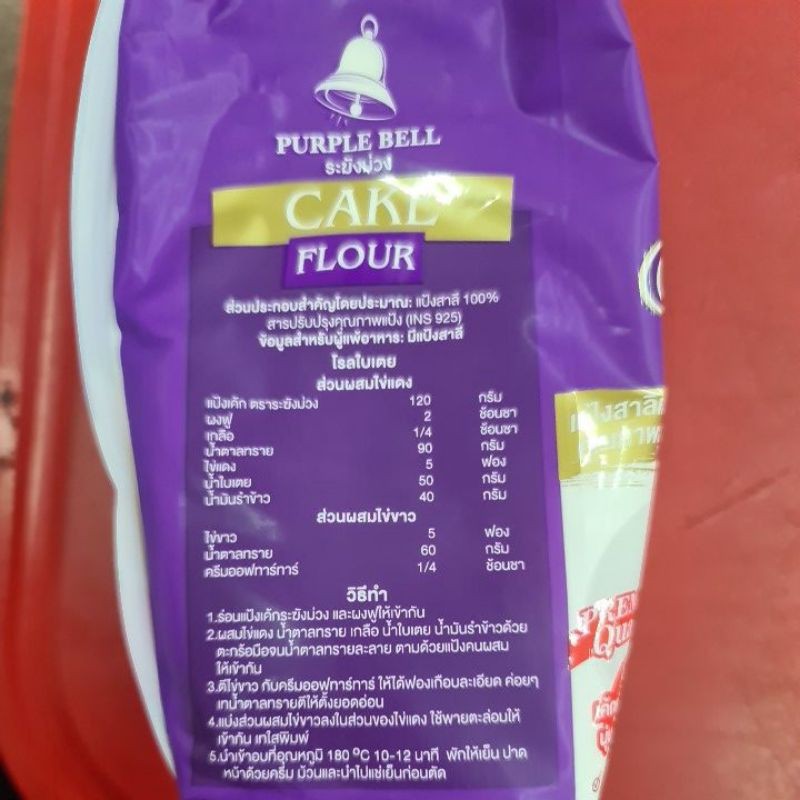 PURPLE BELL
ระฆังม่วง
CAKE
FLOUR
ส่วนประกอบสำคัญโดยประมาณ: แป้งสาลี 100%
สารปรับปรุงคุณภาพแป้ง (INS 925)
ข้อมูลสำหรับผู้แพ้อาหาร: มีแป้งสาลี
โรลใบเตย
ส่วนผสมไข่แดง
แป้งเค้ก ตราระฆังม่วง 120 กรัม
ผงฟู 2 ช้อนชา
เกลือ 1/4 ช้อนชา
น้ำตาลทราย 90 กรัม
ไข่แดง 5 ฟอง
น้ำใบเตย 50 กรัม
น้ำมันรำข้าว 40 กรัม
ส่วนผสมไข่ขาว
ไข่ขาว 5 ฟอง
น้ำตาลทราย 60 กรัม
ครีมออฟทาร์ทาร์ 1/4 ช้อนชา
วิธีทำ
1.ร่อนแป้งเค้กระฆังม่วง และผงฟูให้เข้ากัน
2.ผสมไข่แดง น้ำตาลทราย เกลือ น้ำใบเตย น้ำมันรำข้าวด้วย
ตะกร้อมือจนน้ำตาลทรายละลาย ตามด้วยแป้งคนผสม
ให้เข้ากัน
3.ตีไข่ขาว กับครีมออฟทาร์ทาร์ ให้ได้ฟองเกือบละเอียด ค่อยๆ
เทน้ำตาลทรายตีให้ตั้งยอดอ่อน
4.แบ่งส่วนผสมไข่ขาวลงในส่วนของไข่แดง ใช้พายตะล่อมให้
เข้ากัน เทใส่พิมพ์
5.นำเข้าอบที่อุณหภูมิ 180 ºC 10-12 นาที พักให้เย็น ปาด
หน้าด้วยครีม ม้วนและนำไปแช่เย็นก่อนตัด